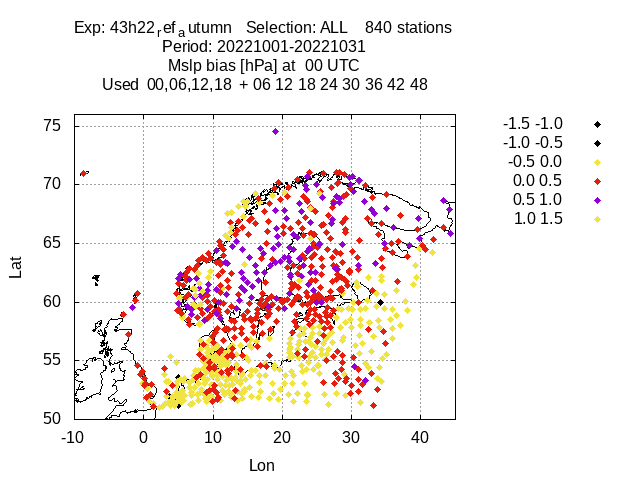 Exp: 43h22ref autumn Selection: ALL 840 stations
Period: 20221001-20221031
Mslp bias [hPa] at 00 UTC
Used 00,06,12,18 + 06 12 18 24 30 36 42 48
-1.5 -1.0
-1.0 -0.5
-0.5 0.0
0.0 0.5
0.5 1.0
1.0 1.5
75
70
65
60
55
50
Lat
-10 0 10 20 30 40
Lon